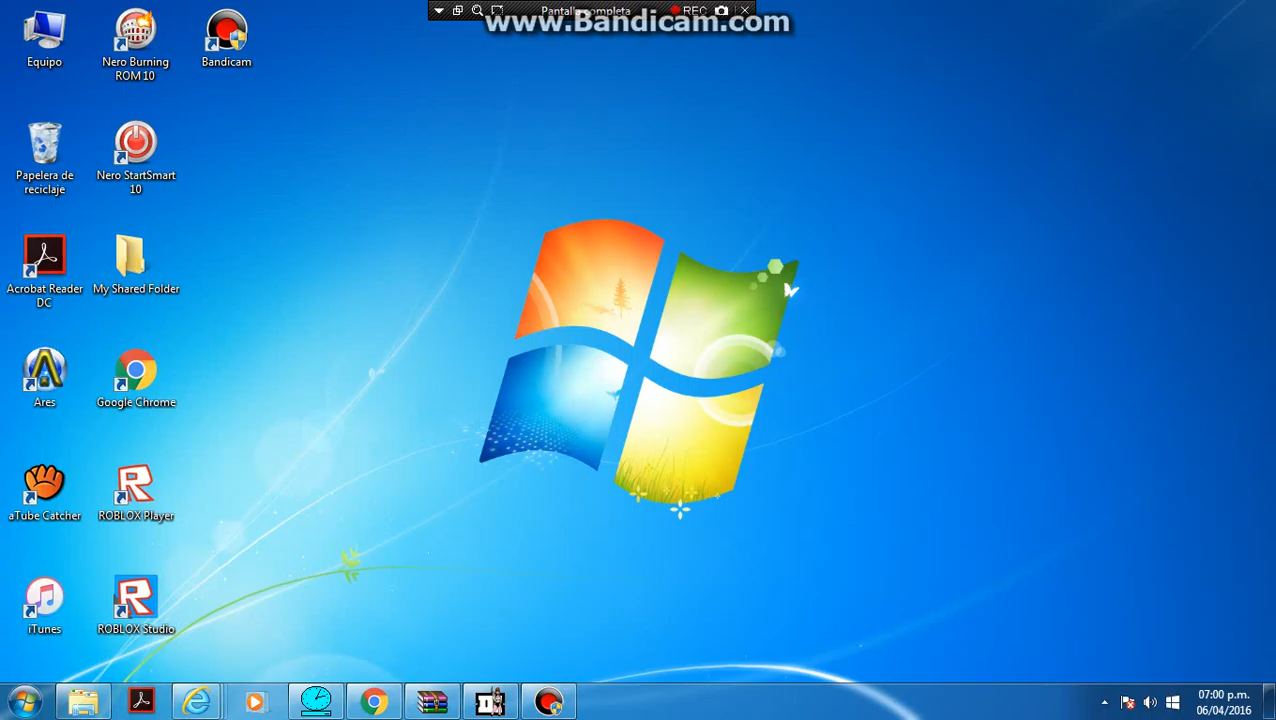 Pantalla completa
REC
www.Bandicam.com
Equipo
Nero Burning
ROM 10
Bandicam
Papelera de
reciclaje
Nero StartSmart
10
Acrobat Reader
DC
My Shared Folder
Ares
Google Chrome
aTube Catcher
ROBLOX Player
iTunes
ROBLOX Studio
07:00 p.m.
06/04/2016